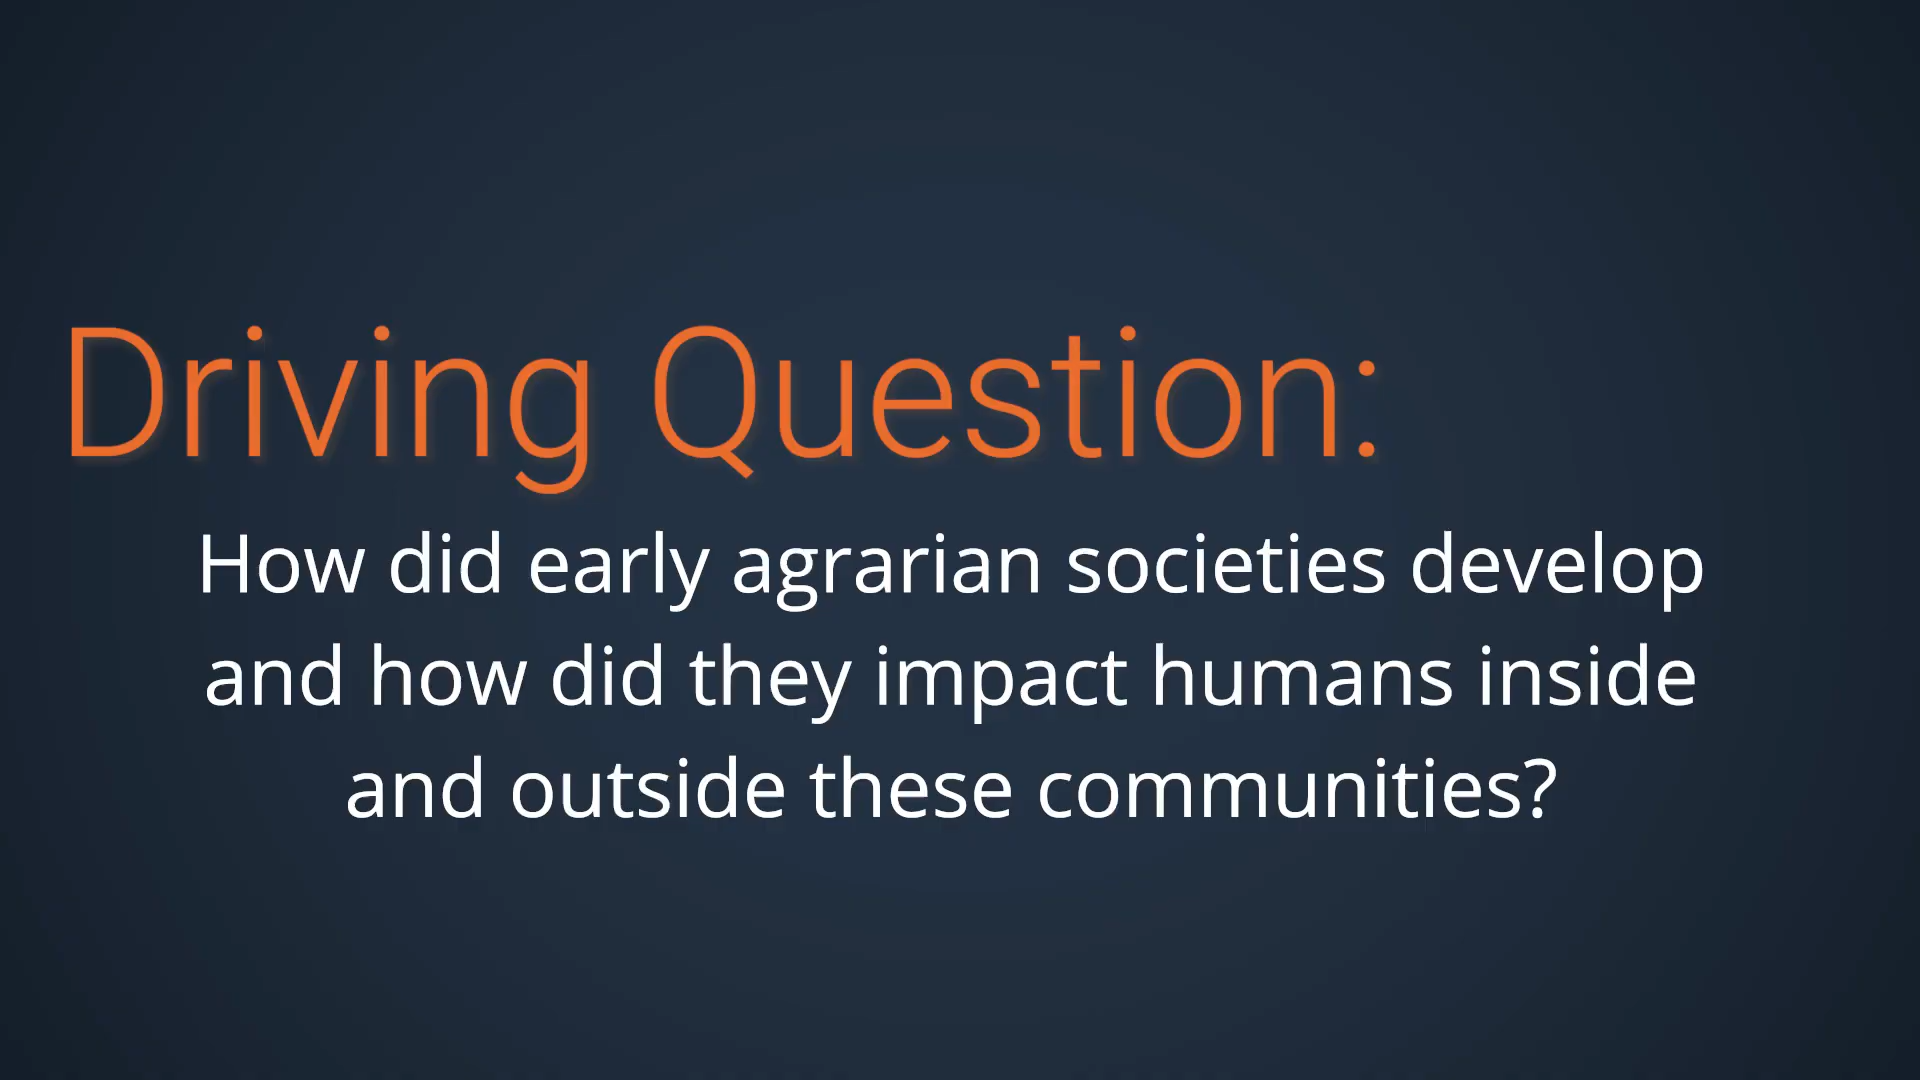 Driving Question:
How did early agrarian societies develop
and how did they impact humans inside
and outside these communities?